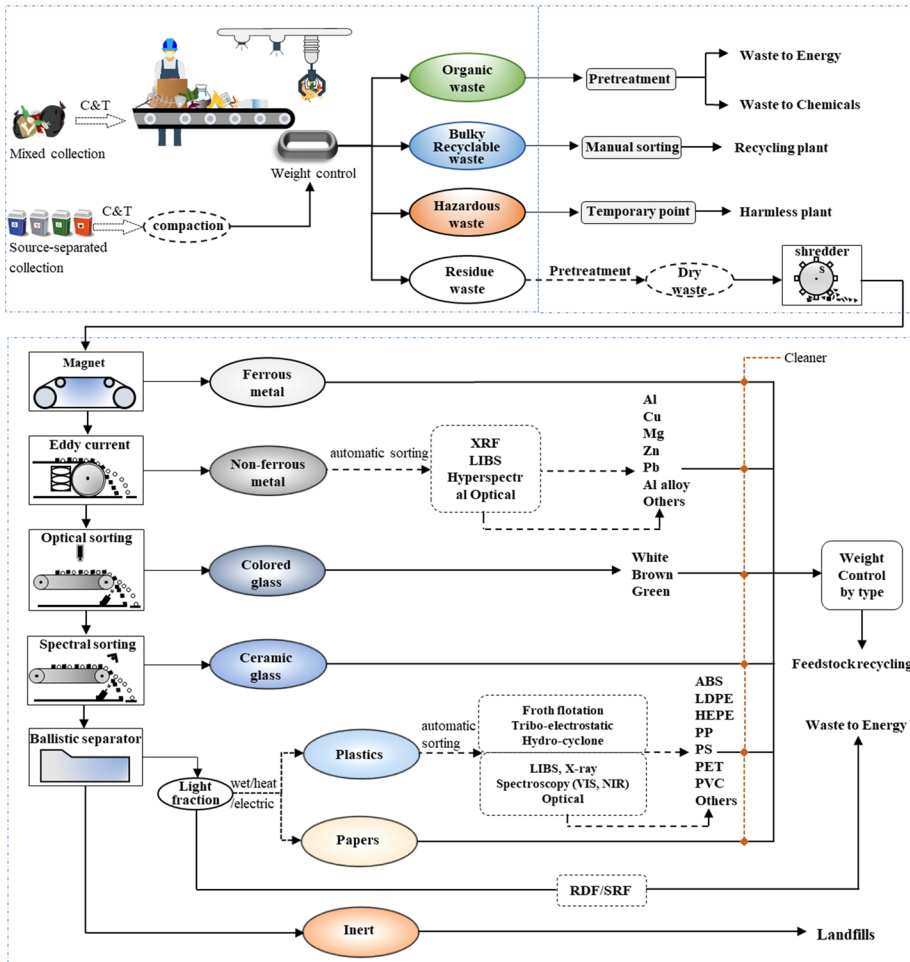 C&T
Mixed collection
Weight control
C&T
Source-separated
collection
compaction
Organic
waste
Pretreatment
Waste to Energy
Waste to Chemicals
Bulky
Recyclable
waste
Manual sorting
Recycling plant
Hazardous
waste
Temporary point
Harmless plant
Residue
waste
Pretreatment
Dry
waste
shredder
S
Magnet
Ferrous
metal
Cleaner
Eddy current
Non-ferrous
metal
automatic sorting
XRF
LIBS
Hyperspectr
al Optical
Al
Cu
Mg
Zn
Pb
Al alloy
Others
Optical sorting
Colored
glass
White
Brown
Green
Weight
Control
by type
Feedstock recycling
Spectral sorting
Ceramic
glass
Ballistic separator
Light
fraction
wet/heat
/electric
Plastics
automatic
sorting
Froth flotation
Tribo-electrostatic
Hydro-cyclone
LIBS, X-ray
Spectroscopy (VIS, NIR)
Optical
ABS
LDPE
HEPE
PP
PS
PET
PVC
Others
Waste to Energy
Papers
RDF/SRF
Inert
Landfills